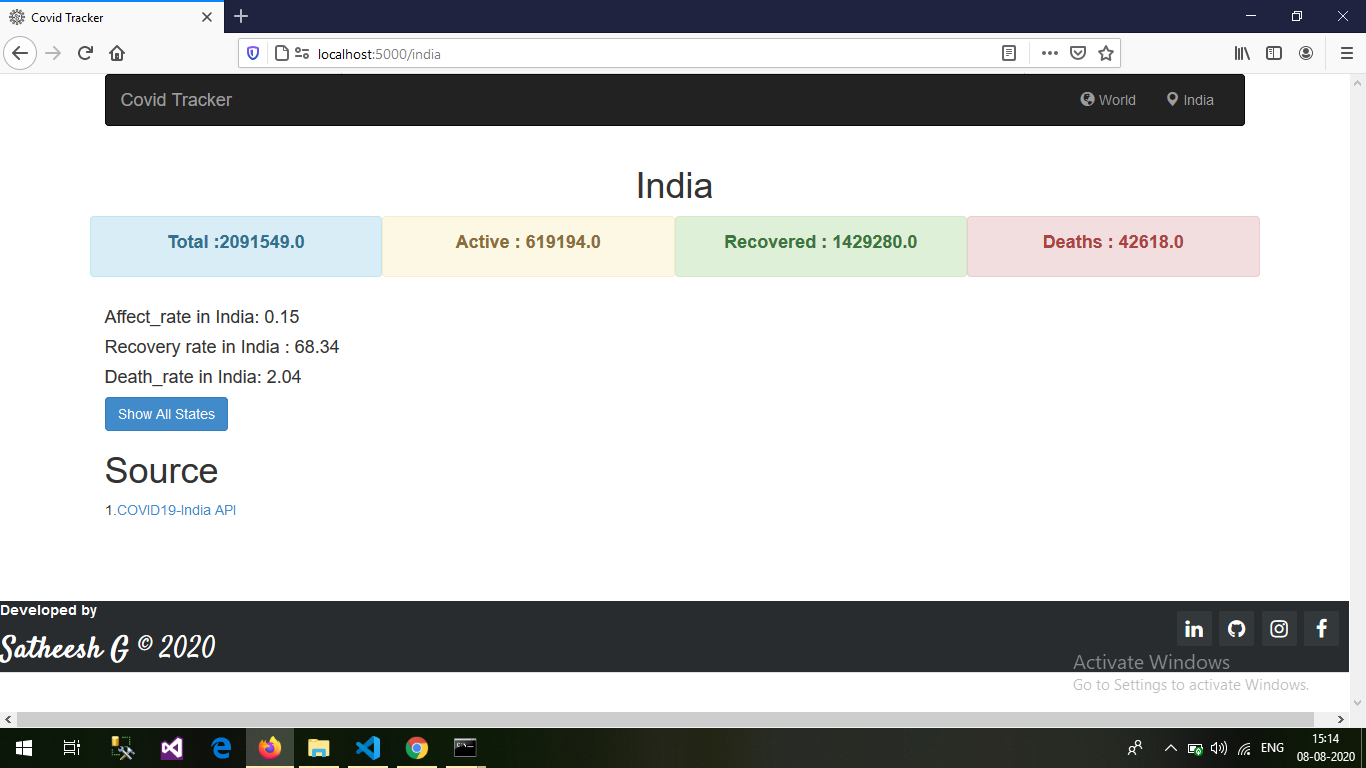 Covid Tracker
localhost:5000/india
Covid Tracker
World
India
India
Total :2091549.0
Active : 619194.0
Recovered : 1429280.0
Deaths : 42618.0
Affect_rate in India: 0.15
Recovery rate in India : 68.34
Death_rate in India: 2.04
Show All States
Source
1.COVID19-India API
Developed by
Satheesh G © 2020
Activate Windows
Go to Settings to activate Windows.
ENG
15:14
08-08-2020